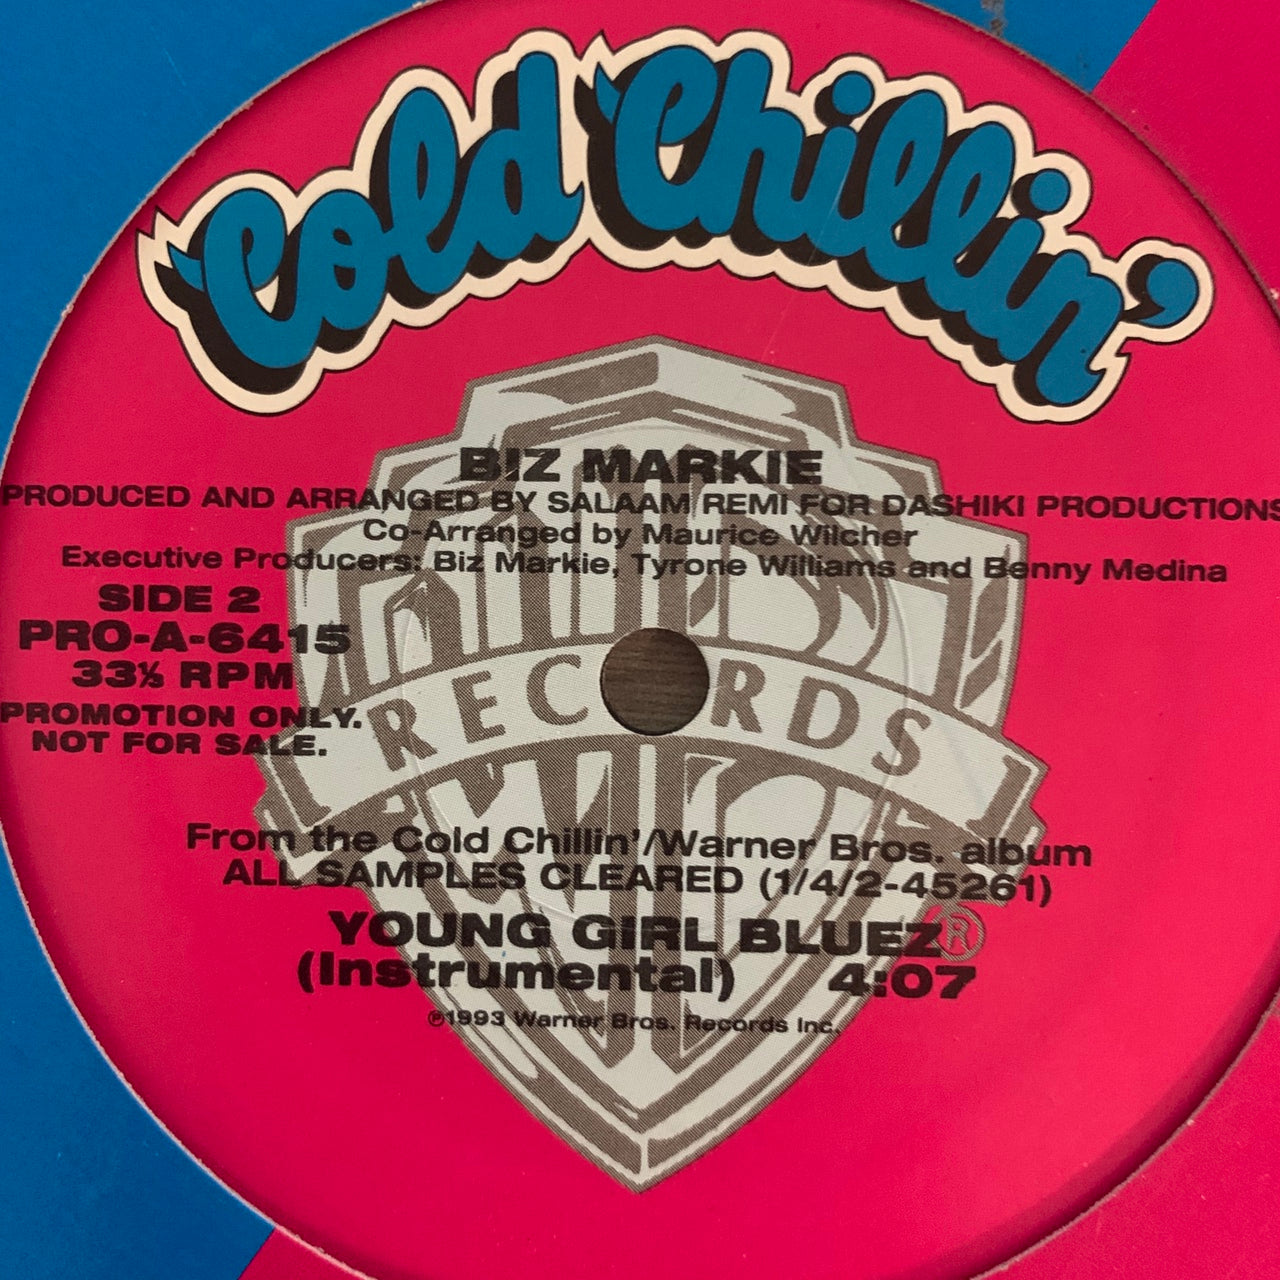 Cold Chillin'
BIZ MARKIE
PRODUCED AND ARRANGED BY SALAAM REMI FOR DASHIKI PRODUCTIONS
Co-Arranged by Maurice Wilcher
Executive Producers: Biz Markie, Tyrone Williams and Benny Medina
SIDE 2
PRO-A-6415
33⅓ RPM
PROMOTION ONLY.
NOT FOR SALE.
RECORDS
From the Cold Chillin'/Warner Bros. album
ALL SAMPLES CLEARED (1/4/2-45261)
YOUNG GIRL BLUEZ ®
(Instrumental) 4:07
℗1993 Warner Bros. Records Inc.